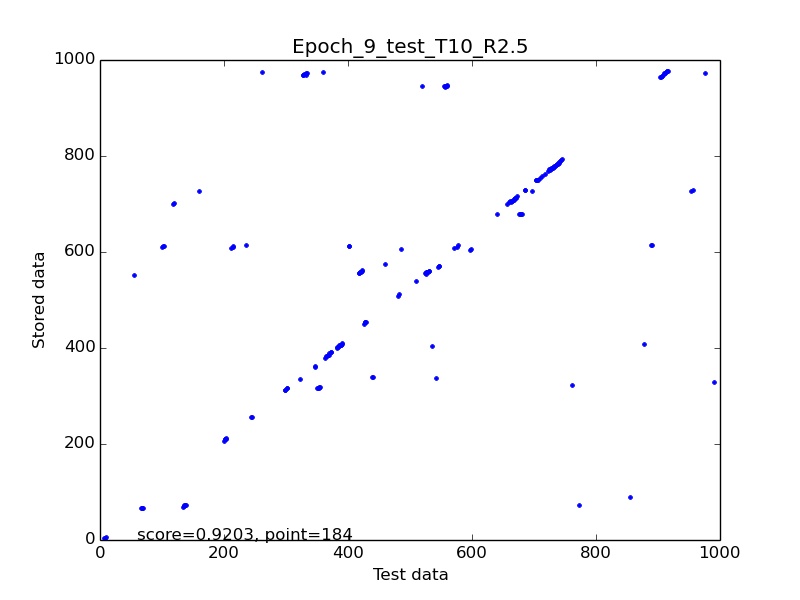 Epoch_9_test_T10_R2.5
1000
800
600
400
200
0
Stored data
score=0.9203, point=184
0 200 400 600 800 1000
Test data